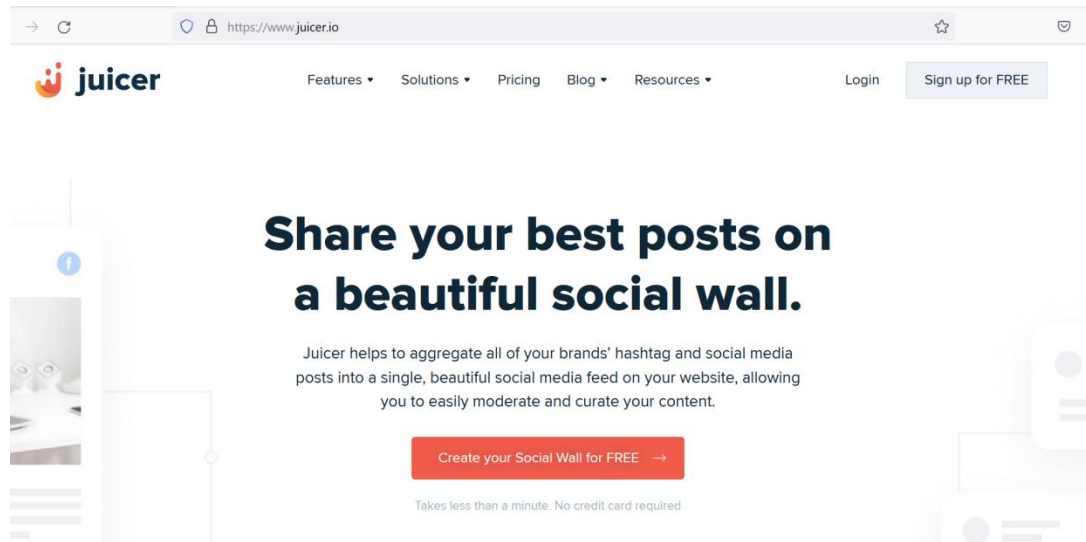 https://www.juicer.io
juicer
Features Solutions Pricing Blog Resources Login Sign up for FREE
Share your best posts on
a beautiful social wall.
Juicer helps to aggregate all of your brands' hashtag and social media
posts into a single, beautiful social media feed on your website, allowing
you to easily moderate and curate your content.
Create your Social Wall for FREE →
Takes less than a minute. No credit card required